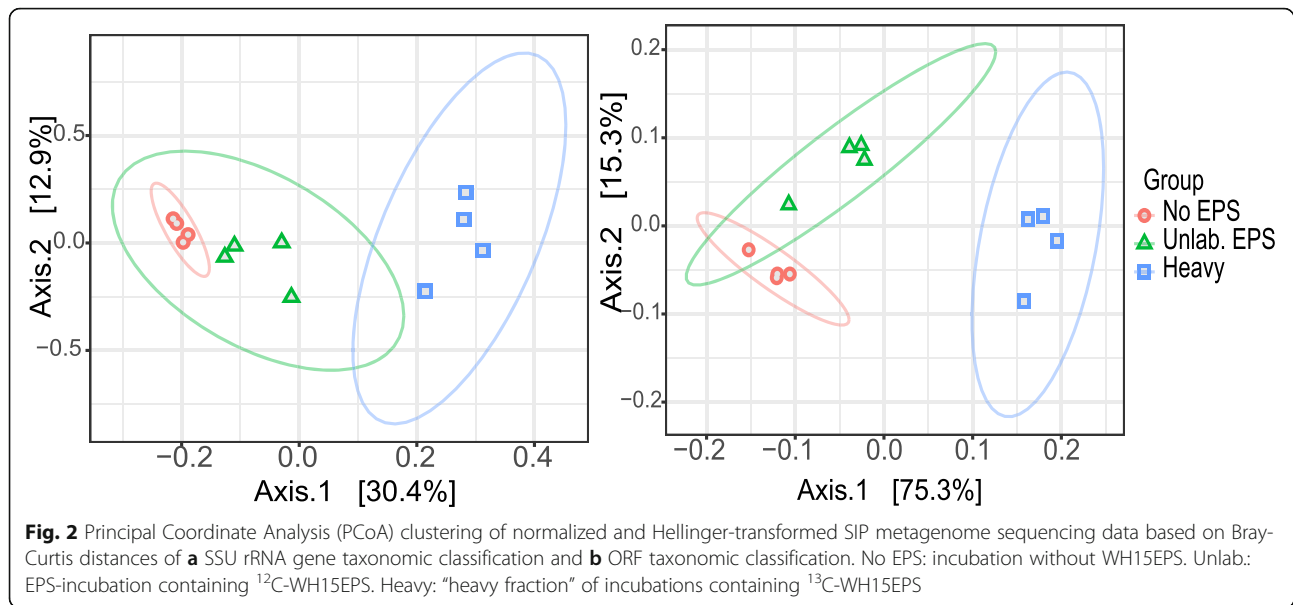 Axis.2 [12.9%]
0.5
0.0
−0.5
−0.2 0.0 0.2 0.4
Axis.1 [30.4%]
Axis.2 [15.3%]
0.2
0.1
0.0
−0.1
−0.2
−0.2 −0.1 0.0 0.1 0.2
Axis.1 [75.3%]
Group
No EPS
Unlab. EPS
Heavy
Fig. 2 Principal Coordinate Analysis (PCoA) clustering of normalized and Hellinger-transformed SIP metagenome sequencing data based on Bray-
Curtis distances of a SSU rRNA gene taxonomic classification and b ORF taxonomic classification. No EPS: incubation without WH15EPS. Unlab.:
EPS-incubation containing ¹²C-WH15EPS. Heavy: “heavy fraction” of incubations containing ¹³C-WH15EPS